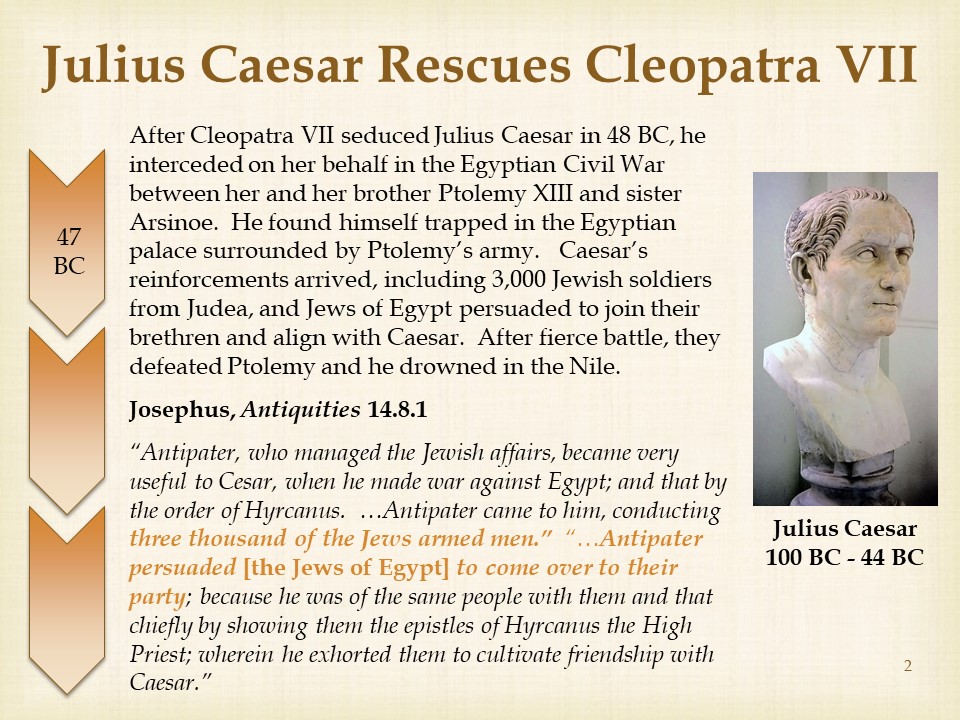 Julius Caesar Rescues Cleopatra VII
47
BC
After Cleopatra VII seduced Julius Caesar in 48 BC, he
interceded on her behalf in the Egyptian Civil War
between her and her brother Ptolemy XIII and sister
Arsinoe.  He found himself trapped in the Egyptian
palace surrounded by Ptolemy’s army.   Caesar’s
reinforcements arrived, including 3,000 Jewish soldiers
from Judea, and Jews of Egypt persuaded to join their
brethren and align with Caesar.  After fierce battle, they
defeated Ptolemy and he drowned in the Nile.
Josephus, Antiquities 14.8.1
“Antipater, who managed the Jewish affairs, became very
useful to Cesar, when he made war against Egypt; and that by
the order of Hyrcanus.  …Antipater came to him, conducting
three thousand of the Jews armed men.”  “…Antipater
persuaded [the Jews of Egypt] to come over to their
party; because he was of the same people with them and that
chiefly by showing them the epistles of Hyrcanus the High
Priest; wherein he exhorted them to cultivate friendship with
Caesar.”
Julius Caesar
100 BC - 44 BC
2